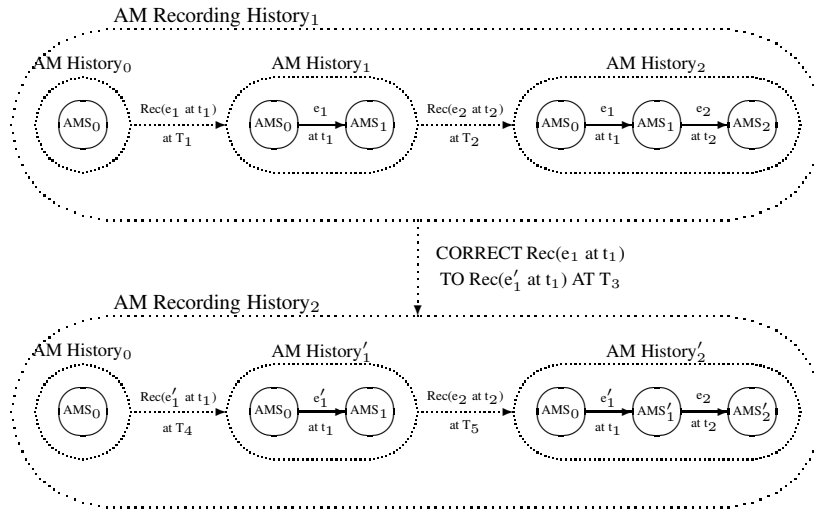 AM Recording History₁
AM History₀ AM History₁ AM History₂
Rec(e₁ at t₁) e₁ Rec(e₂ at t₂) e₁ e₂
AMS₀ AMS₀ AMS₁ AMS₀ AMS₁ AMS₂
at T₁ at t₁ at T₂ at t₁ at t₂
CORRECT Rec(e₁ at t₁)
TO Rec(e′₁ at t₁) AT T₃
AM Recording History₂
AM History₀ AM History′₁ AM History′₂
Rec(e′₁ at t₁) e′₁ Rec(e₂ at t₂) e′₁ e₂
AMS₀ AMS₀ AMS₁ AMS₀ AMS′₁ AMS′₂
at T₄ at t₁ at T₅ at t₁ at t₂